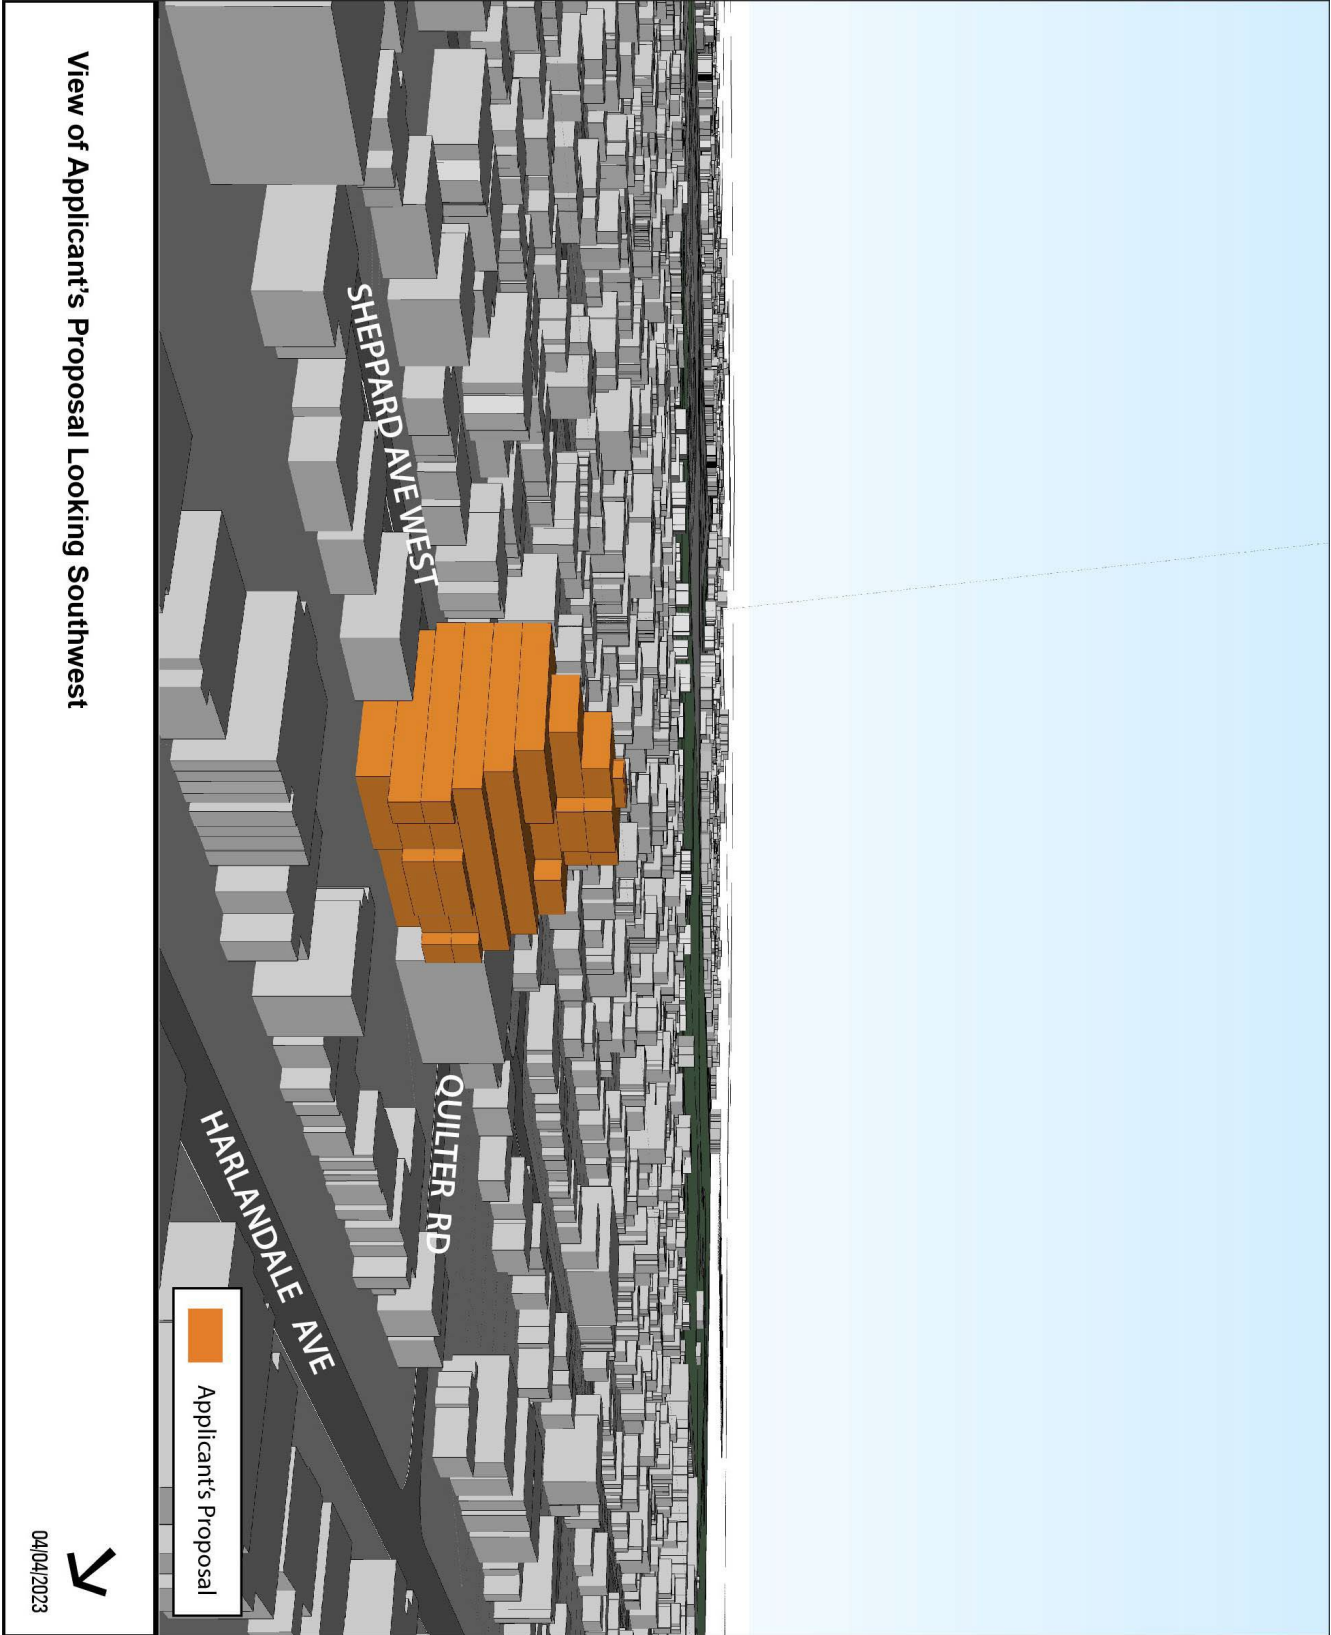 SHEPPARD AVE WEST
QUILTER RD
HARLANDALE AVE
Applicant's Proposal
View of Applicant's Proposal Looking Southwest
04/04/2023